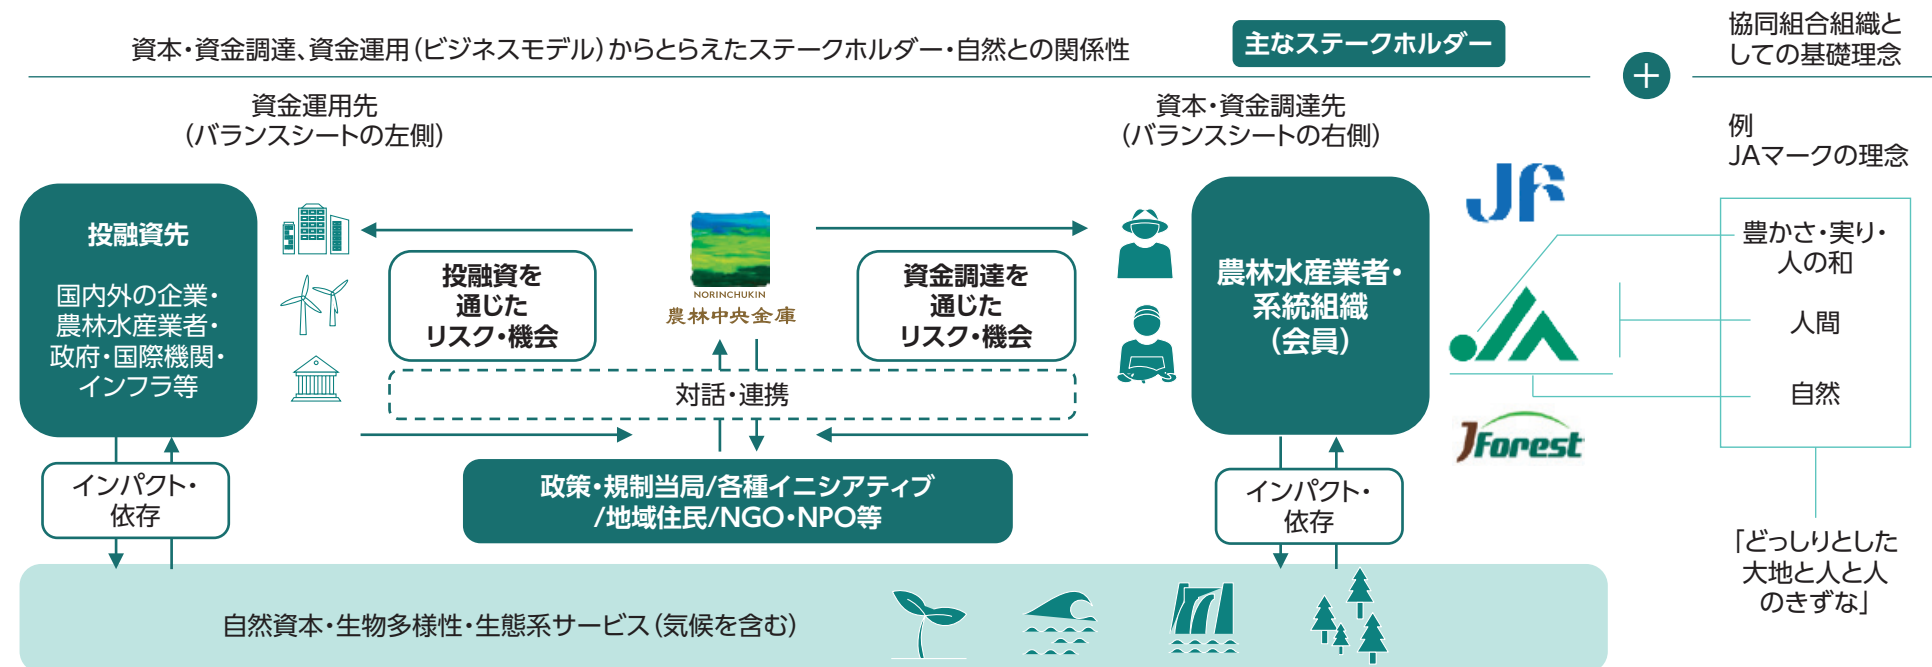 資本・資金調達、資金運用（ビジネスモデル）からとらえたステークホルダー・自然との関係性
主なステークホルダー
協同組合組織と
しての基礎理念
資金運用先
（バランスシートの左側）
資本・資金調達先
（バランスシートの右側）
例
JAマークの理念
投融資先
国内外の企業・
農林水産業者・
政府・国際機関・
インフラ等
投融資を
通じた
リスク・機会
NORINCHUKIN
農林中央金庫
資金調達を
通じた
リスク・機会
農林水産業者・
系統組織
（会員）
JF
JA
JForest
豊かさ・実り・
人の和
人間
自然
対話・連携
政策・規制当局/各種イニシアティブ
/地域住民/NGO・NPO等
インパクト・
依存
インパクト・
依存
「どっしりとした
大地と人と人
のきずな」
自然資本・生物多様性・生態系サービス（気候を含む）